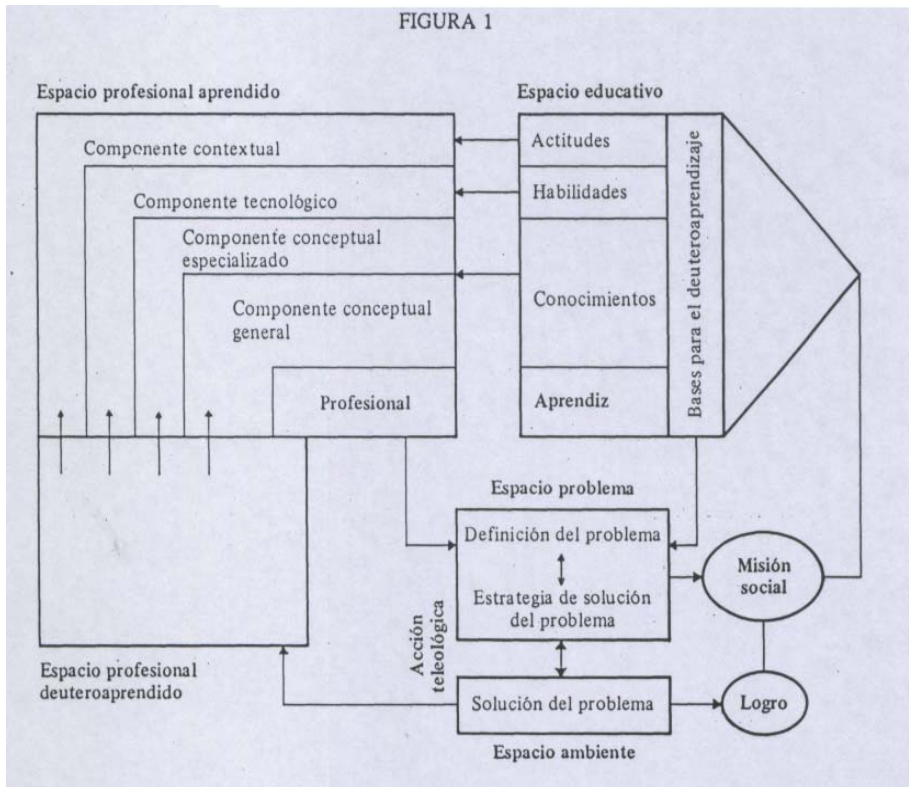 FIGURA 1
Espacio profesional aprendido
Componente contextual
Componente tecnológico
Componente conceptual
especializado
Componente conceptual
general
Profesional
Espacio educativo
Actitudes
Habilidades
Conocimientos
Aprendiz
Bases para el deuteroaprendizaje
Espacio problema
Definición del problema
Estrategia de solución
del problema
Misión
social
Acción
teleológica
Espacio profesional
deuteroaprendido
Solución del problema
Logro
Espacio ambiente